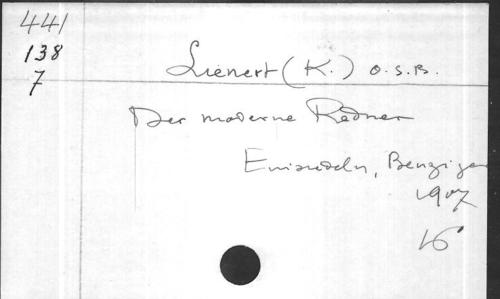 441
138
7
Lienert (K.) O.S.B.
Der moderne Redner
Einsiedeln, Benziger
1907
16°